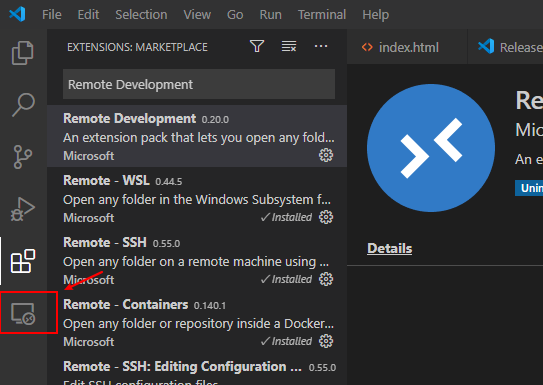 File Edit Selection View Go Run Terminal Help
EXTENSIONS: MARKETPLACE
index.html
Release
Remote Development
Remote Development 0.20.0
An extension pack that lets you open any fold...
Microsoft
Remote - WSL 0.44.5
Open any folder in the Windows Subsystem f...
Microsoft ✓Installed
Remote - SSH 0.55.0
Open any folder on a remote machine using ...
Microsoft ✓Installed
Remote - Containers 0.140.1
Open any folder or repository inside a Docker...
Microsoft ✓Installed
Remote - SSH: Editing Configuration ... 0.55.0
Edit SSH configuration files
Re
Mic
An e
Unin
Details